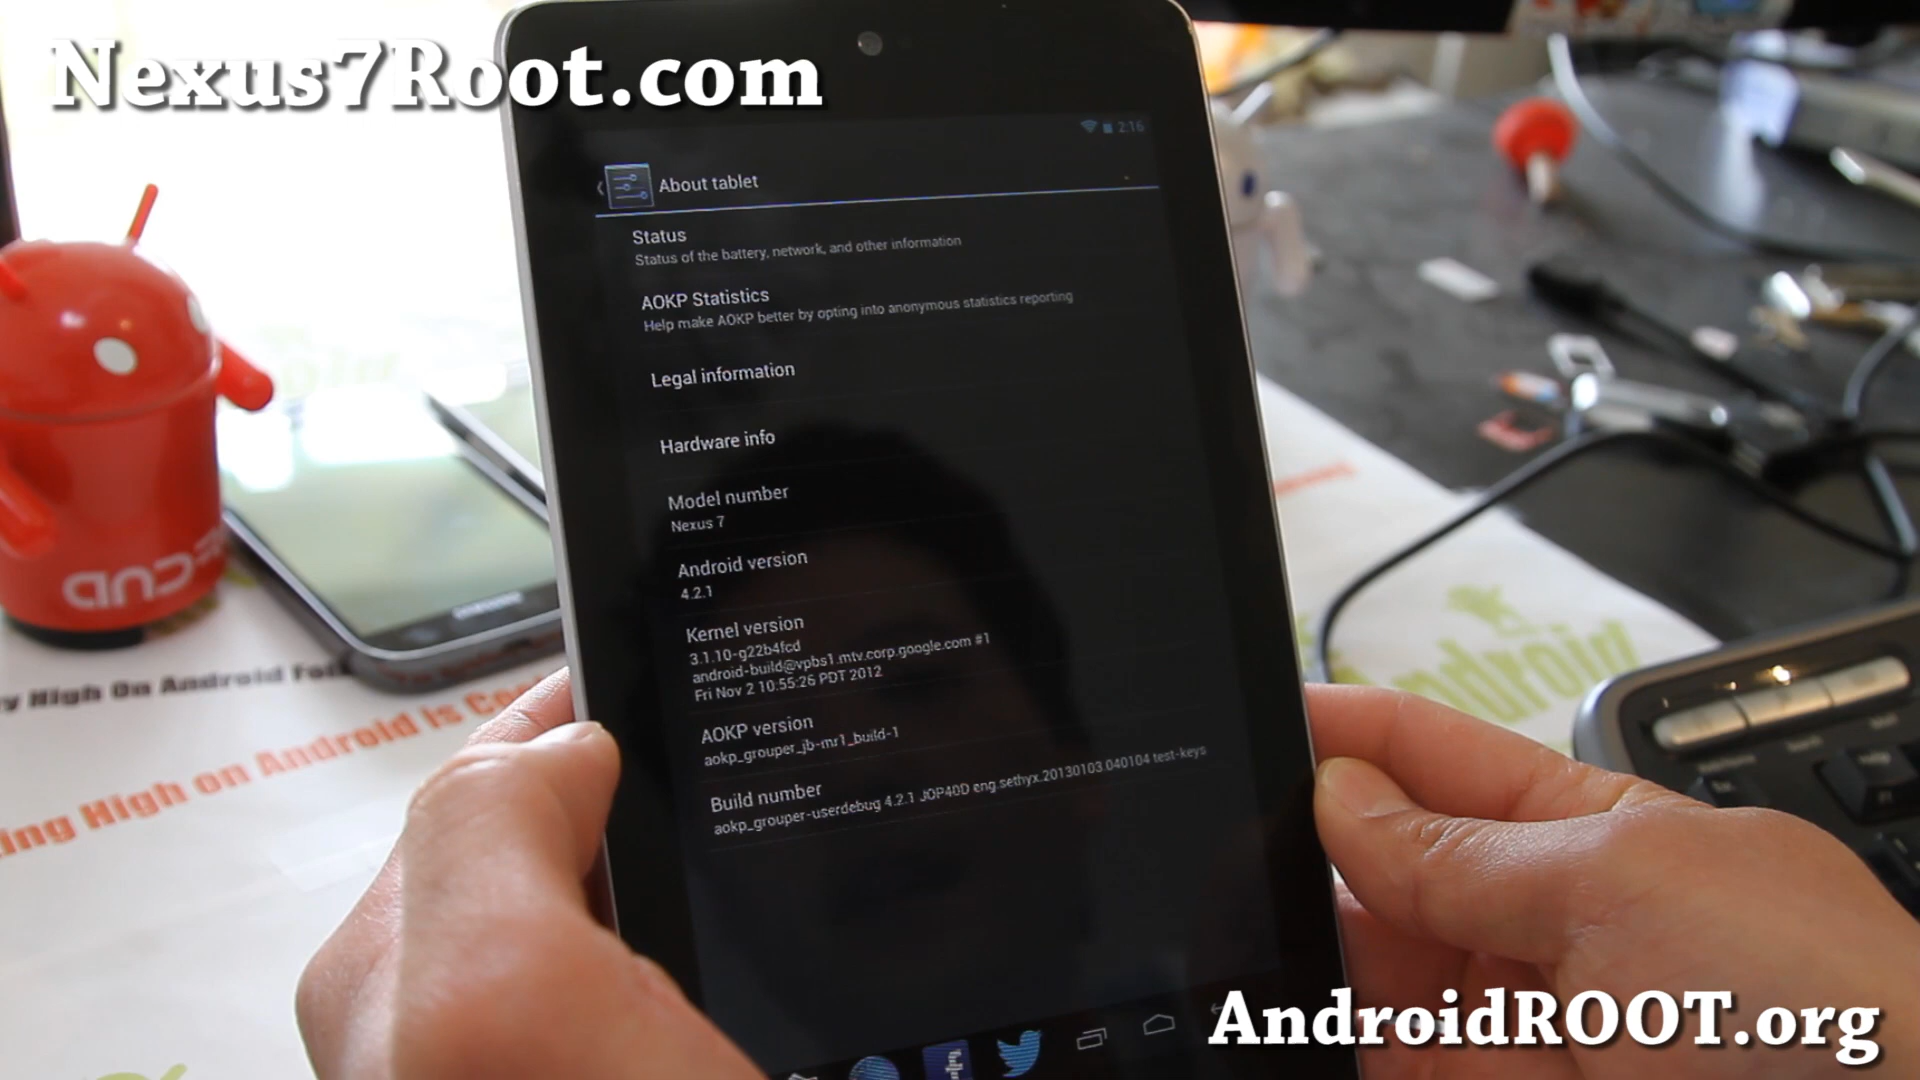 Nexus7Root.com
2:16
About tablet
Status
Status of the battery, network, and other information
AOKP Statistics
Help make AOKP better by opting into anonymous statistics reporting
Legal information
Hardware info
Model number
Nexus 7
Android version
4.2.1
Kernel version
3.1.10-g22b4fcd
android-build@vpbs1.mtv.corp.google.com #1
Fri Nov 2 10:55:26 PDT 2012
AOKP version
aokp_grouper_jb-mr1_build-1
Build number
aokp_grouper-userdebug 4.2.1 JOP40D eng.sethyx.20130103.040104 test-keys
SAMSUNG
High On Android
ing High on Android is
Android
AndroidROOT.org